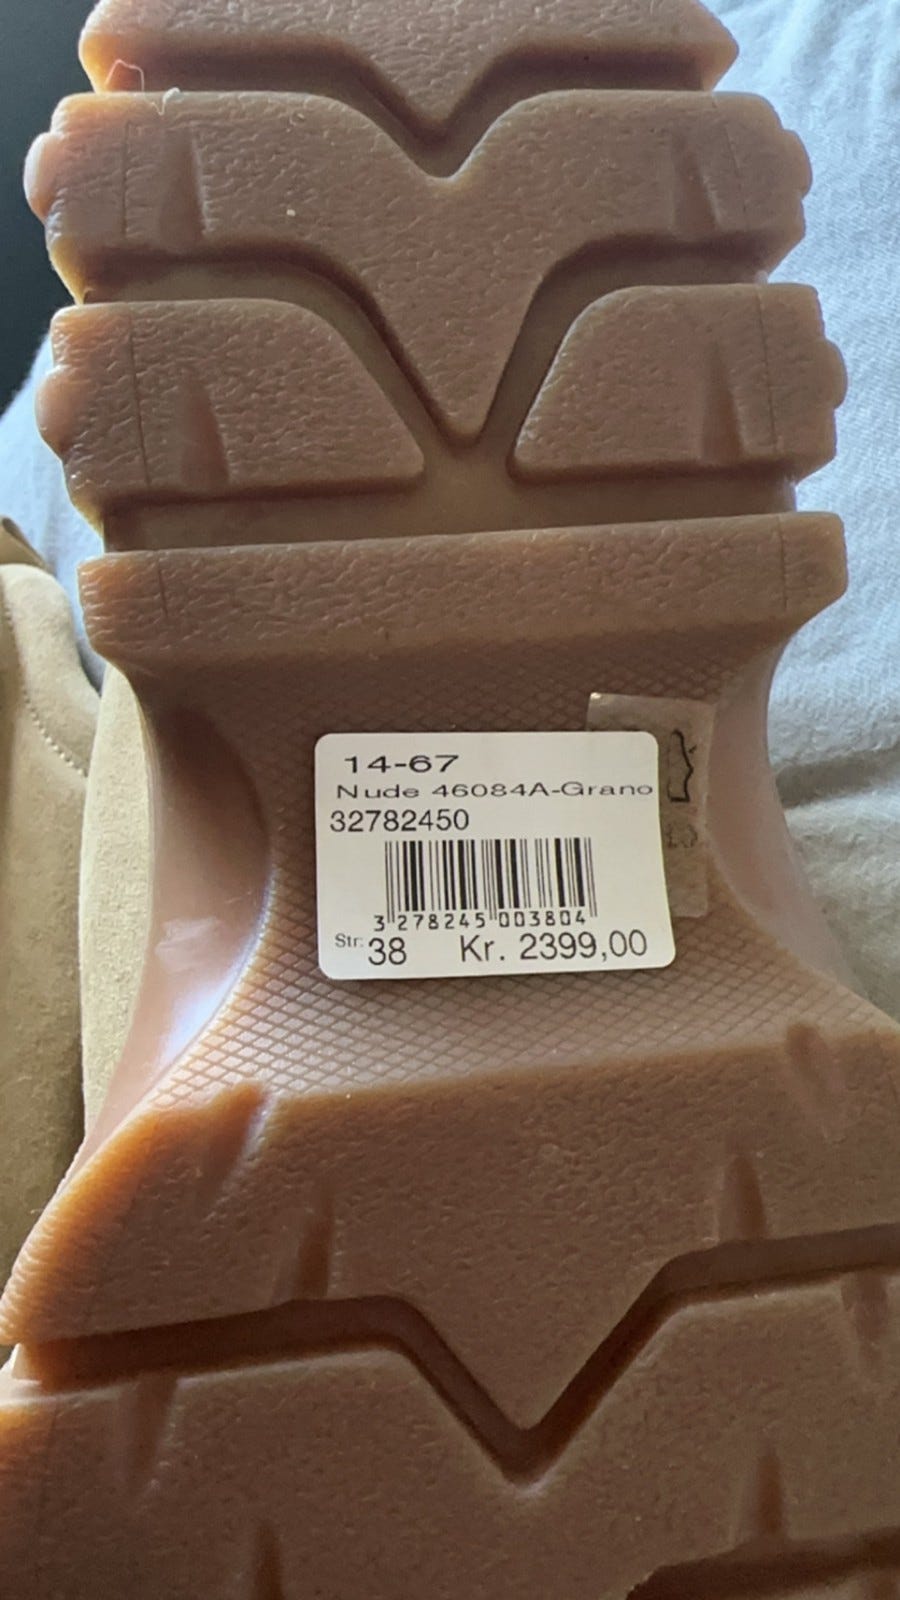 14-67
Nude 46084A-Grano
32782450
3 278245 003804
Str: 38 Kr. 2399,00